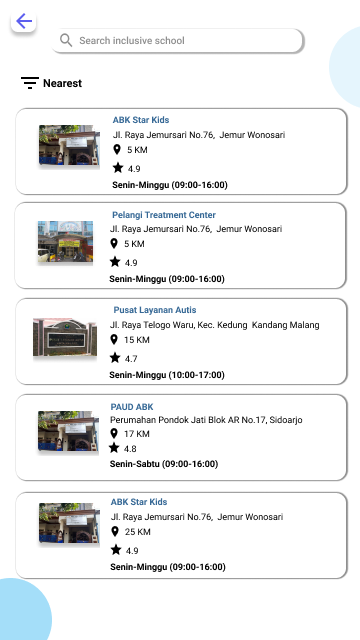 Search inclusive school
Nearest
ABK Star Kids
Jl. Raya Jemursari No.76,  Jemur Wonosari
5 KM
4.9
Senin-Minggu (09:00-16:00)
Pelangi Treatment Center
Jl. Raya Jemursari No.76,  Jemur Wonosari
5 KM
4.9
Senin-Minggu (09:00-16:00)
Pusat Layanan Autis
Jl. Raya Telogo Waru, Kec. Kedung  Kandang Malang
15 KM
4.7
Senin-Minggu (10:00-17:00)
PAUD ABK
Perumahan Pondok Jati Blok AR No.17, Sidoarjo
17 KM
4.8
Senin-Sabtu (09:00-16:00)
ABK Star Kids
Jl. Raya Jemursari No.76,  Jemur Wonosari
25 KM
4.9
Senin-Minggu (09:00-16:00)